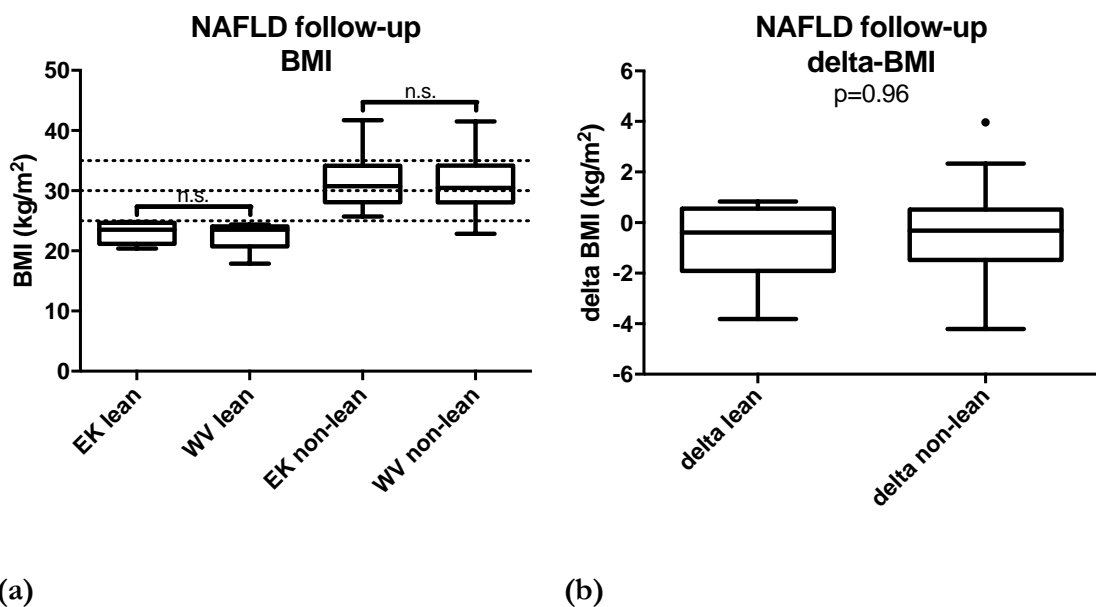 NAFLD follow-up
BMI
50
40
30
20
10
0
BMI (kg/m²)
n.s.
n.s.
EK lean
WV lean
EK non-lean
WV non-lean
(a)
NAFLD follow-up
delta-BMI
p=0.96
6
4
2
0
-2
-4
-6
delta BMI (kg/m²)
delta lean
delta non-lean
(b)